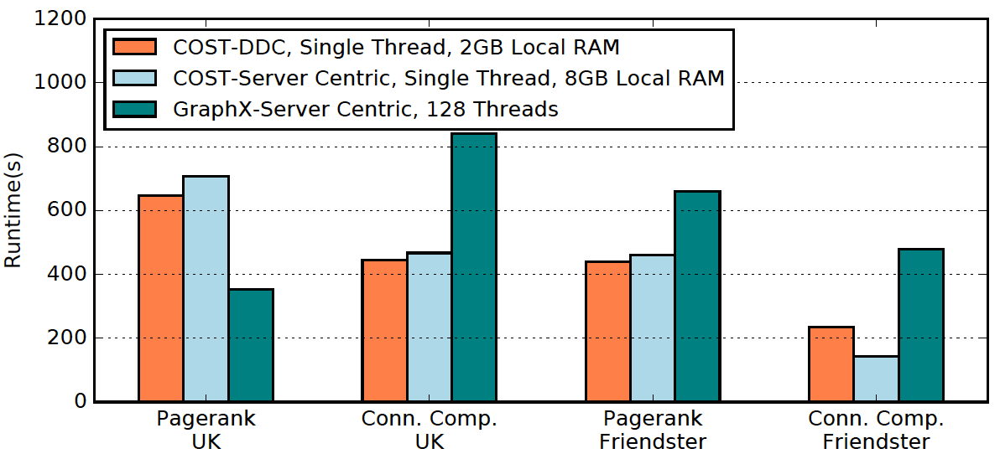 1200
1000
800
600
400
200
0
Runtime(s)
COST-DDC, Single Thread, 2GB Local RAM
COST-Server Centric, Single Thread, 8GB Local RAM
GraphX-Server Centric, 128 Threads
Pagerank
UK
Conn. Comp.
UK
Pagerank
Friendster
Conn. Comp.
Friendster